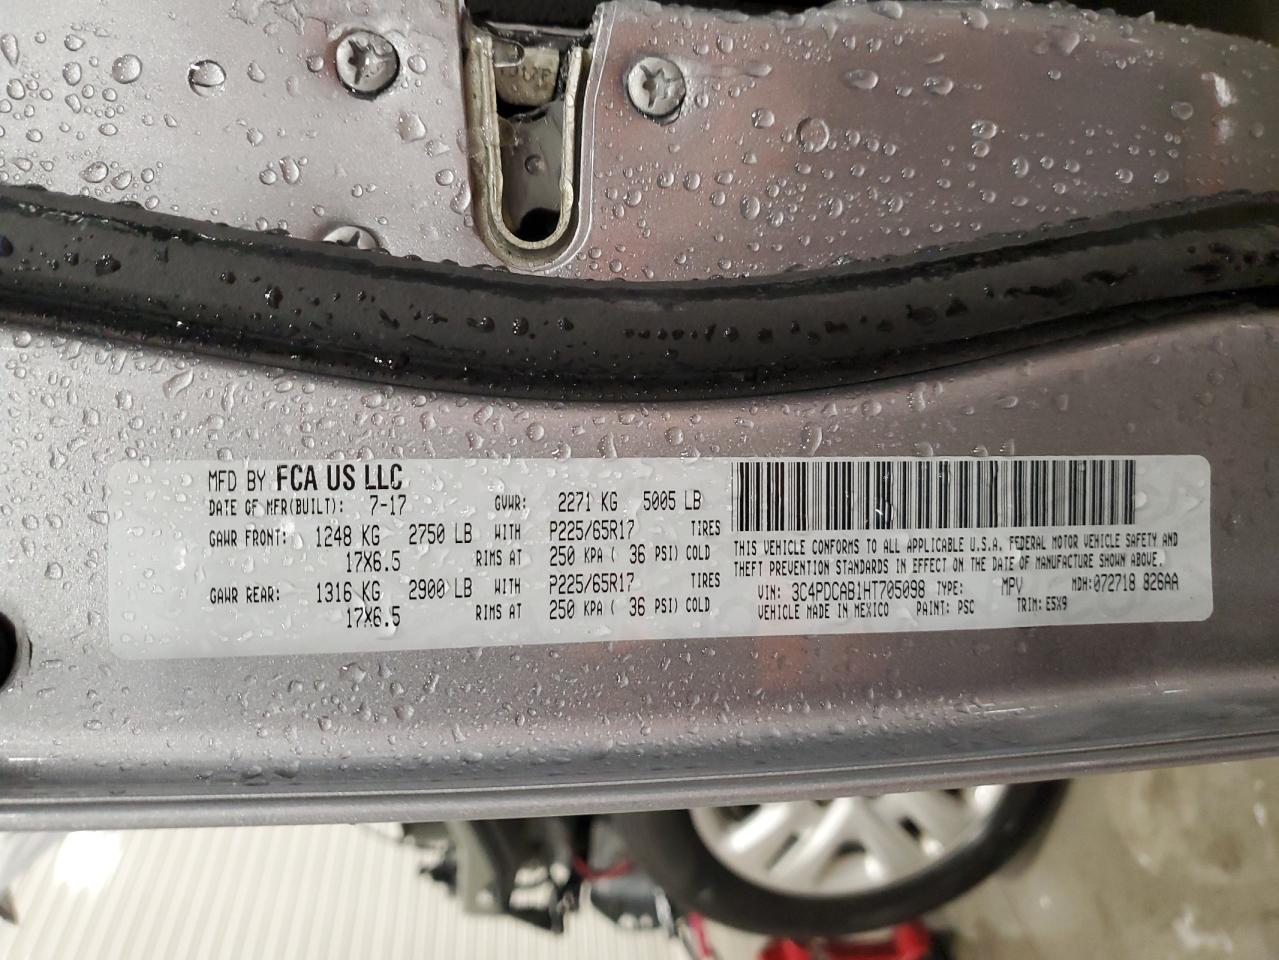 MFD BY FCA US LLC
DATE OF MFR(BUILT): 7-17 GVWR: 2271 KG 5005 LB
GAWR FRONT: 1248 KG 2750 LB WITH P225/65R17 TIRES
17X6.5 RIMS AT 250 KPA ( 36 PSI) COLD
GAWR REAR: 1316 KG 2900 LB WITH P225/65R17 TIRES
17X6.5 RIMS AT 250 KPA ( 36 PSI) COLD
THIS VEHICLE CONFORMS TO ALL APPLICABLE U.S.A. FEDERAL MOTOR VEHICLE SAFETY AND
THEFT PREVENTION STANDARDS IN EFFECT ON THE DATE OF MANUFACTURE SHOWN ABOVE.
VIN: 3C4PDCAB1HT705098 TYPE: MPV MDH:072718 826AA
VEHICLE MADE IN MEXICO PAINT: PSC TRIM: E5X9